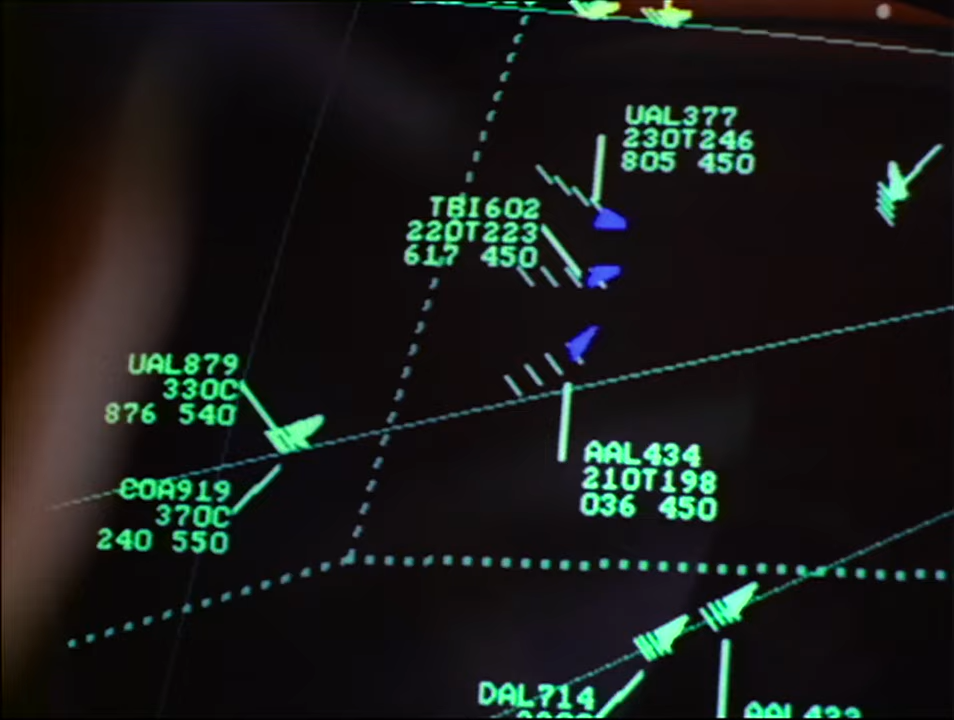 UAL377
230T246
805 450
TBI602
220T223
617 450
UAL879
330C
876 540
COA919
370C
240 550
AAL434
210T198
036 450
DAL714